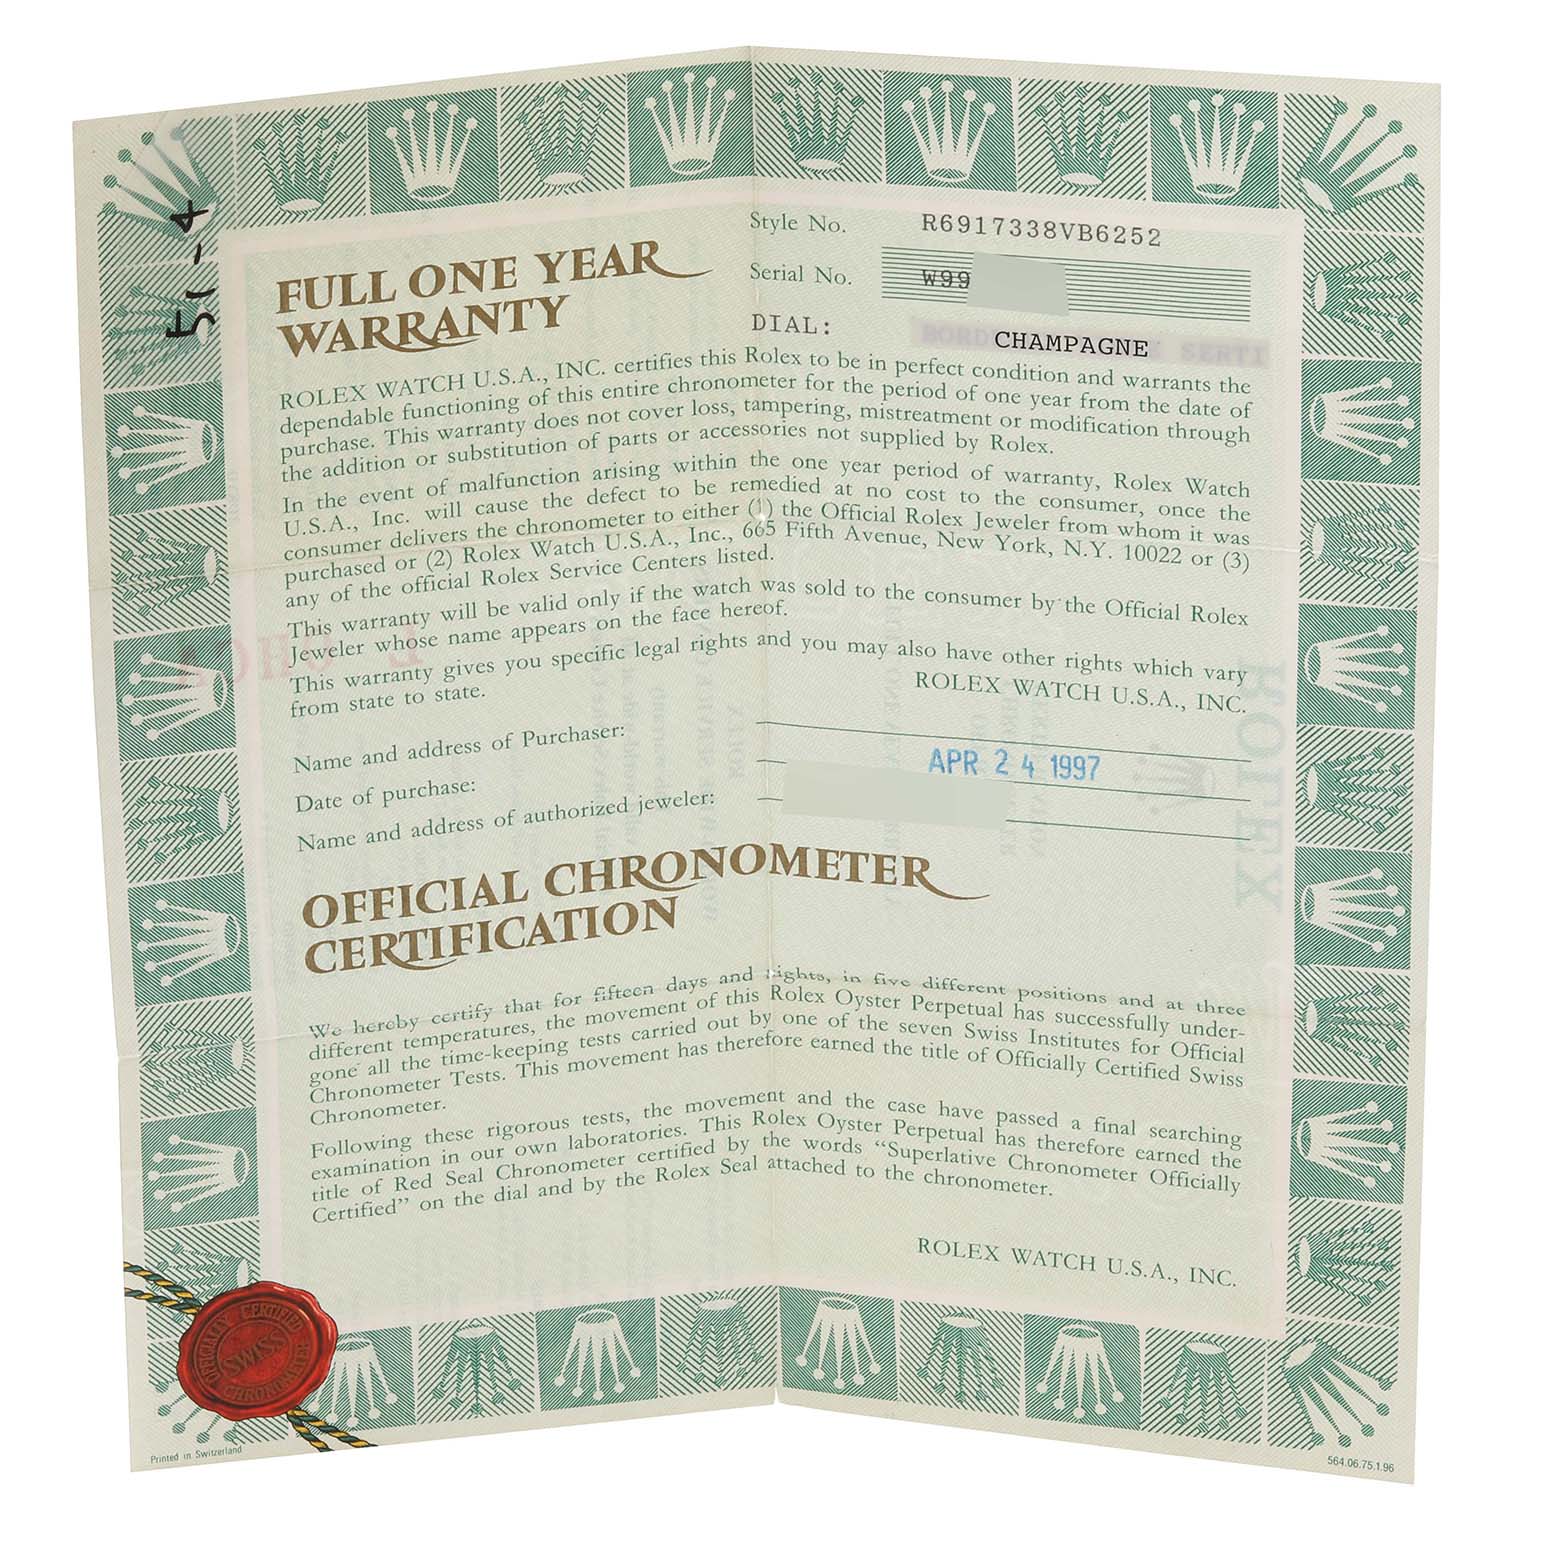 51-4
Style No. R6917338VB6252
Serial No. W99
DIAL: CHAMPAGNE
SERTI
FULL ONE YEAR
WARRANTY
ROLEX WATCH U.S.A., INC. certifies this Rolex to be in perfect condition and warrants the
dependable functioning of this entire chronometer for the period of one year from the date of
purchase. This warranty does not cover loss, tampering, mistreatment or modification through
the addition or substitution of parts or accessories not supplied by Rolex.
In the event of malfunction arising within the one year period of warranty, Rolex Watch
U.S.A., Inc. will cause the defect to be remedied at no cost to the consumer, once the
consumer delivers the chronometer to either (1) the Official Rolex Jeweler from whom it was
purchased or (2) Rolex Watch U.S.A., Inc., 665 Fifth Avenue, New York, N.Y. 10022 or (3)
any of the official Rolex Service Centers listed.
This warranty will be valid only if the watch was sold to the consumer by the Official Rolex
Jeweler whose name appears on the face hereof.
This warranty gives you specific legal rights and you may also have other rights which vary
from state to state.
ROLEX WATCH U.S.A., INC.
Name and address of Purchaser:
Date of purchase: APR 24 1997
Name and address of authorized jeweler:
OFFICIAL CHRONOMETER
CERTIFICATION
We hereby certify that for fifteen days and nights, in five different positions and at three
different temperatures, the movement of this Rolex Oyster Perpetual has successfully under-
gone all the time-keeping tests carried out by one of the seven Swiss Institutes for Official
Chronometer Tests. This movement has therefore earned the title of Officially Certified Swiss
Chronometer.
Following these rigorous tests, the movement and the case have passed a final searching
examination in our own laboratories. This Rolex Oyster Perpetual has therefore earned the
title of Red Seal Chronometer certified by the words “Superlative Chronometer Officially
Certified” on the dial and by the Rolex Seal attached to the chronometer.
ROLEX WATCH U.S.A., INC.
OFFICIALLY CERTIFIED
SWISS
CHRONOMETER
Printed in Switzerland
564.06.75.1.96